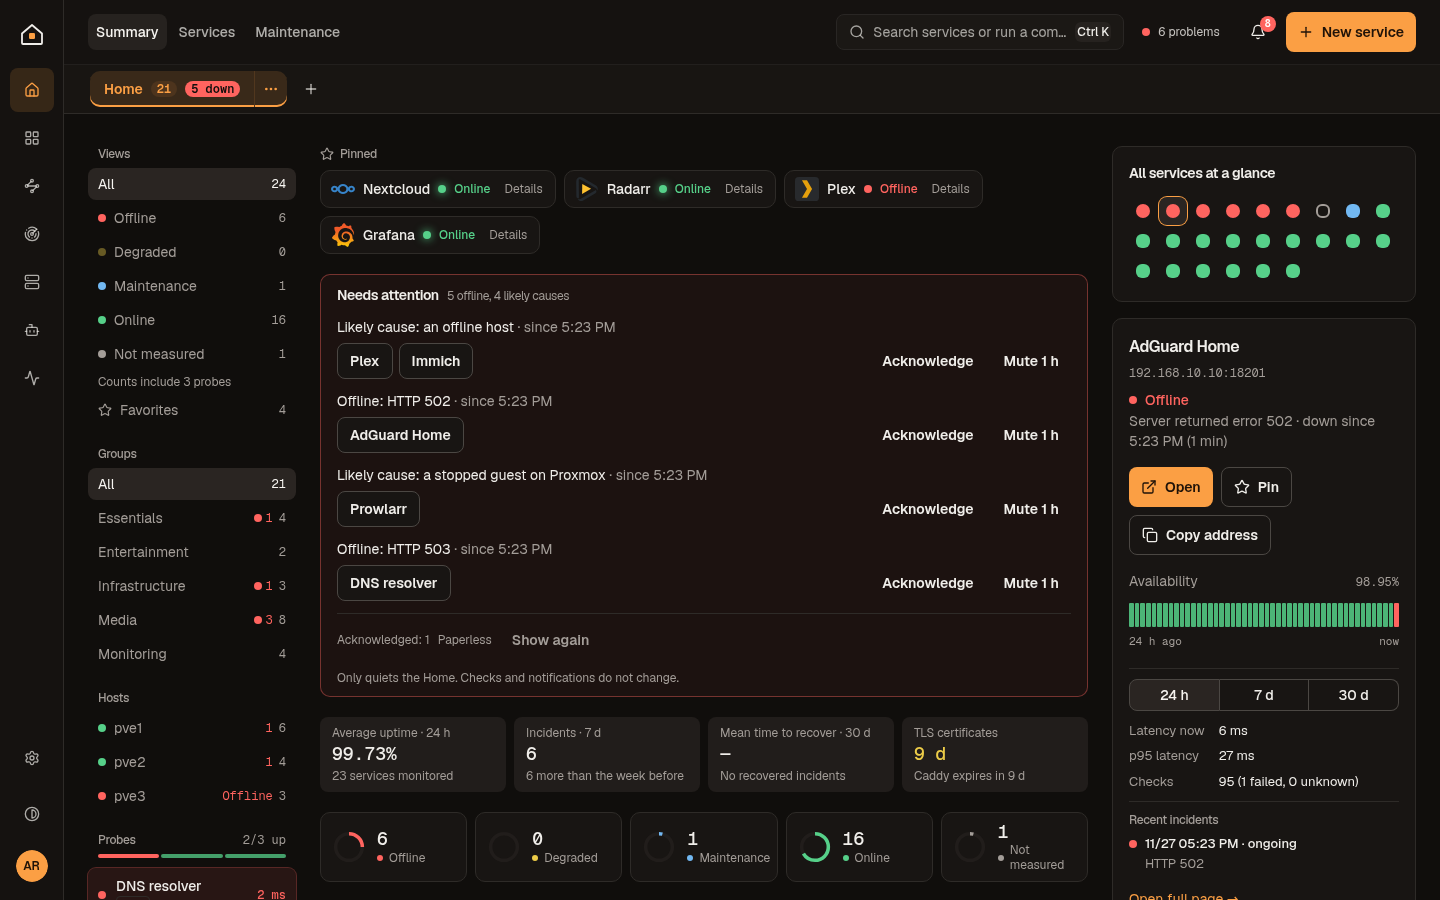 Summary
Services
Maintenance
Search services or run a com…
Ctrl K
6 problems
8
New service
Home
21
5 down
Views
All 24
Offline 6
Degraded 0
Maintenance 1
Online 16
Not measured 1
Counts include 3 probes
Favorites 4
Groups
All 21
Essentials 1 4
Entertainment 2
Infrastructure 1 3
Media 3 8
Monitoring 4
Hosts
pve1 1 6
pve2 1 4
pve3 Offline 3
Probes 2/3 up
DNS resolver 2 ms
AR
Pinned
Nextcloud Online Details
Radarr Online Details
Plex Offline Details
Grafana Online Details
Needs attention 5 offline, 4 likely causes
Likely cause: an offline host · since 5:23 PM
Plex Immich Acknowledge Mute 1 h
Offline: HTTP 502 · since 5:23 PM
AdGuard Home Acknowledge Mute 1 h
Likely cause: a stopped guest on Proxmox · since 5:23 PM
Prowlarr Acknowledge Mute 1 h
Offline: HTTP 503 · since 5:23 PM
DNS resolver Acknowledge Mute 1 h
Acknowledged: 1 Paperless Show again
Only quiets the Home. Checks and notifications do not change.
Average uptime · 24 h
99.73%
23 services monitored
Incidents · 7 d
6
6 more than the week before
Mean time to recover · 30 d
—
No recovered incidents
TLS certificates
9 d
Caddy expires in 9 d
6
Offline
0
Degraded
1
Maintenance
16
Online
1
Not
measured
All services at a glance
AdGuard Home
192.168.10.10:18201
Offline
Server returned error 502 · down since
5:23 PM (1 min)
Open
Pin
Copy address
Availability 98.95%
24 h ago now
24 h 7 d 30 d
Latency now 6 ms
p95 latency 27 ms
Checks 95 (1 failed, 0 unknown)
Recent incidents
11/27 05:23 PM · ongoing
HTTP 502
Open full page →